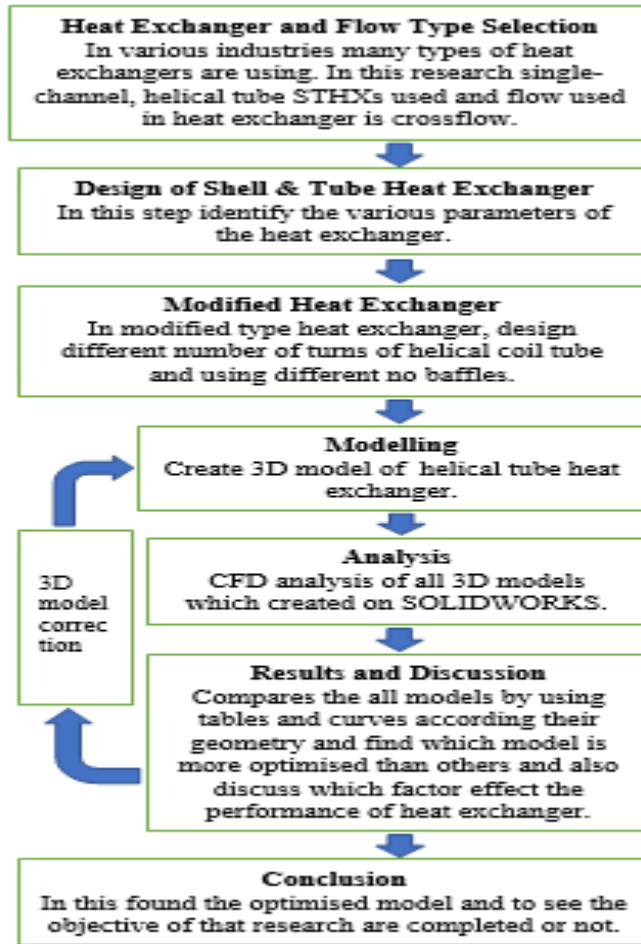 Heat Exchanger and Flow Type Selection
In various industries many types of heat
exchangers are using. In this research single-
channel, helical tube STHXs used and flow used
in heat exchanger is crossflow.
Design of Shell & Tube Heat Exchanger
In this step identify the various parameters of
the heat exchanger.
Modified Heat Exchanger
In modified type heat exchanger, design
different number of turns of helical coil tube
and using different no baffles.
Modelling
Create 3D model of helical tube heat
exchanger.
3D
model
correc
tion
Analysis
CFD analysis of all 3D models
which created on SOLIDWORKS.
Results and Discussion
Compares the all models by using
tables and curves according their
geometry and find which model is
more optimised than others and also
discuss which factor effect the
performance of heat exchanger.
Conclusion
In this found the optimised model and to see the
objective of that research are completed or not.